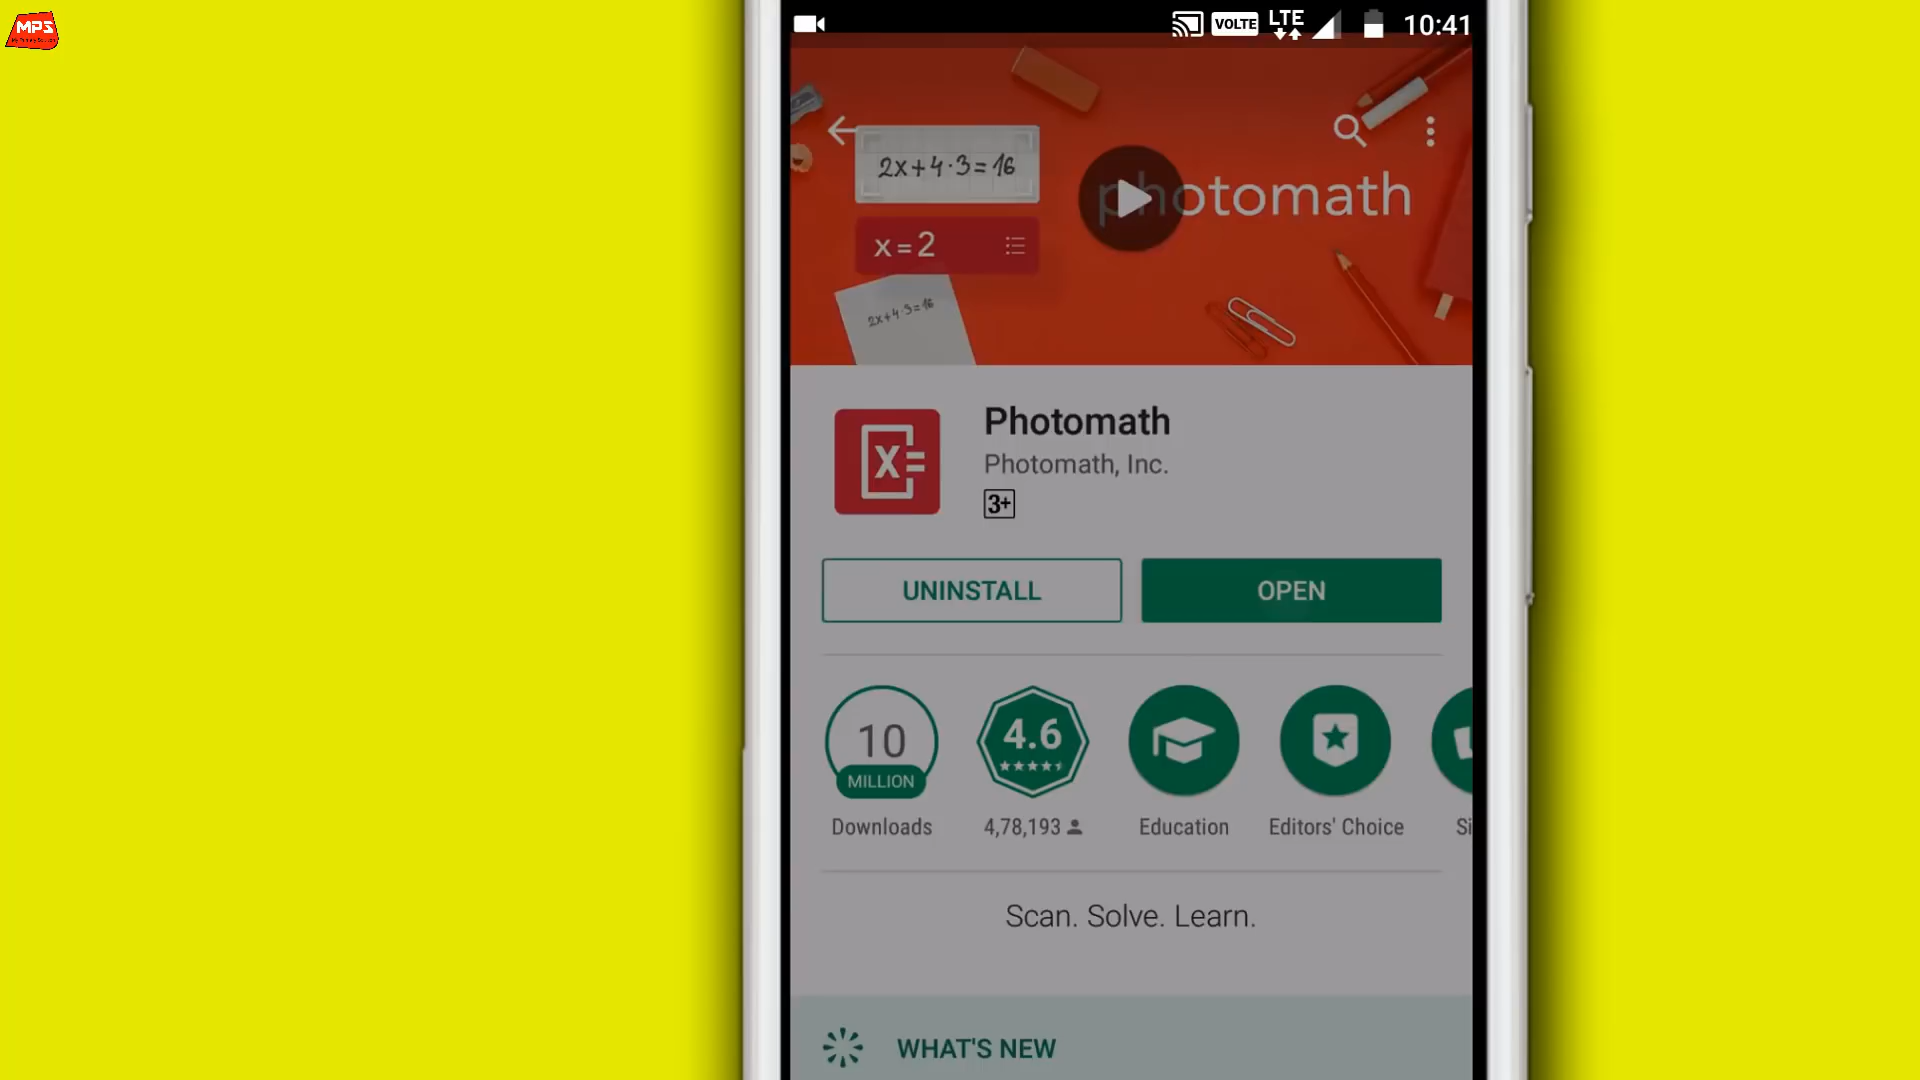 MPS
VOLTE LTE 10:41
2x+4·3=16
photomath
x=2
2x+4·3=16
Photomath
Photomath, Inc.
3+
UNINSTALL OPEN
10 MILLION
4.6
Downloads 4,78,193 Education Editors' Choice Si
Scan. Solve. Learn.
WHAT'S NEW